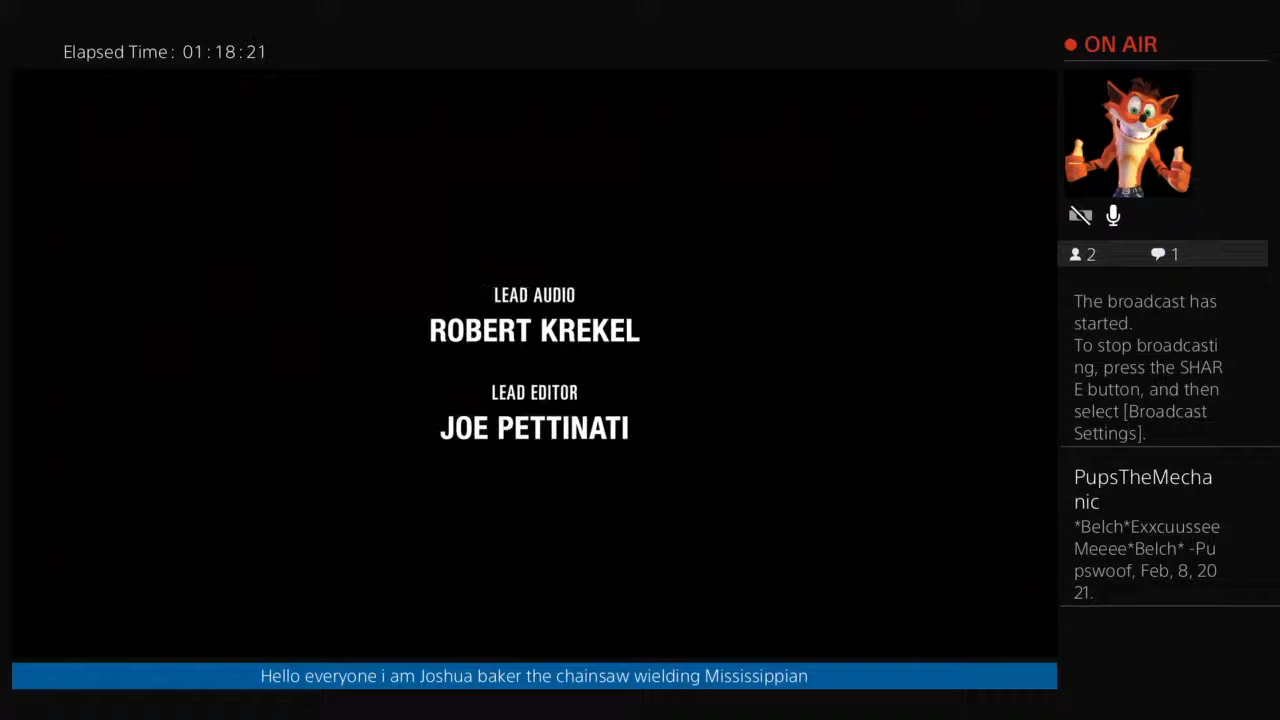 Elapsed Time: 01:18:21
ON AIR
2 1
LEAD AUDIO
ROBERT KREKEL
LEAD EDITOR
JOE PETTINATI
The broadcast has
started.
To stop broadcasti
ng, press the SHAR
E button, and then
select [Broadcast
Settings].
PupsTheMecha
nic
*Belch*Exxcuussee
Meeee*Belch* -Pu
pswoof, Feb, 8, 20
21.
Hello everyone i am Joshua baker the chainsaw wielding Mississippian